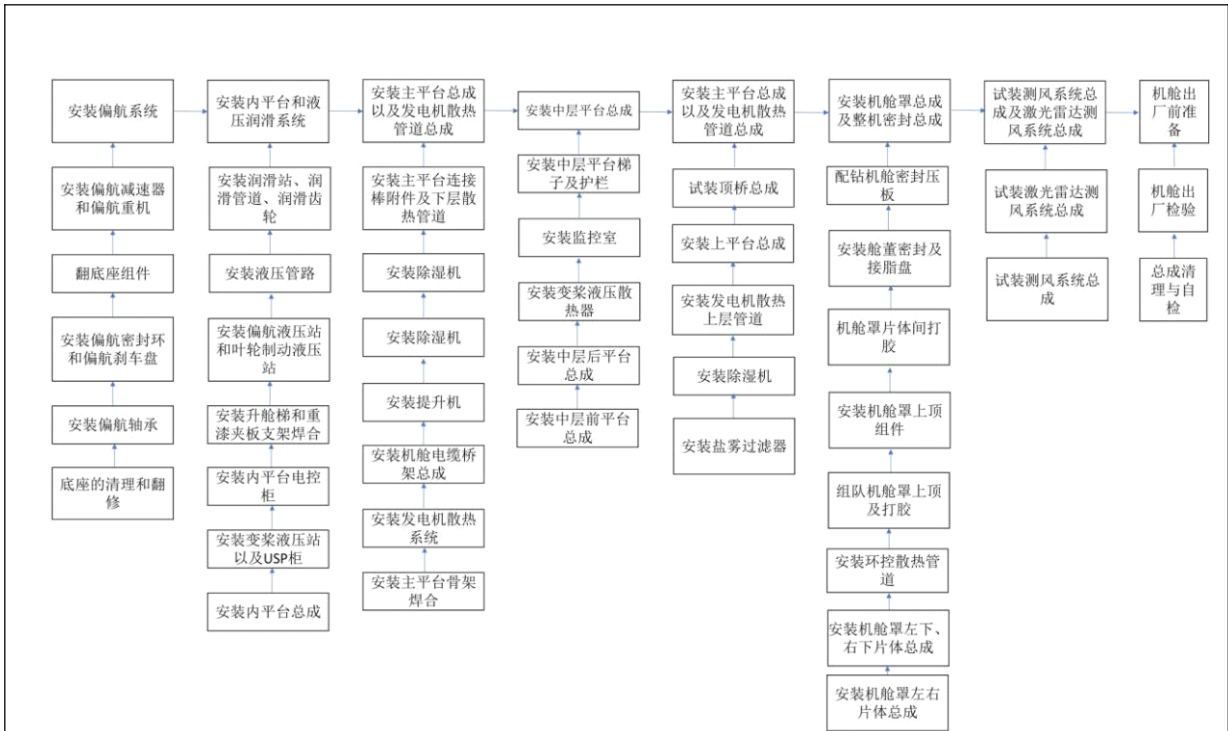 安装偏航系统
安装偏航减速器
和偏航重机
翻底座组件
安装偏航密封环
和偏航刹车盘
安装偏航轴承
底座的清理和翻
修
安装内平台和液
压润滑系统
安装润滑站、润
滑管道、润滑齿
轮
安装液压管路
安装偏航液压站
和叶轮制动液压
站
安装升舱梯和重
漆夹板支架焊合
安装内平台电控
柜
安装变桨液压站
以及USP柜
安装内平台总成
安装主平台总成
以及发电机散热
管道总成
安装主平台连接
棒附件及下层散
热管道
安装除湿机
安装除湿机
安装提升机
安装机舱电缆桥
架总成
安装发电机散热
系统
安装主平台骨架
焊合
安装中层平台总成
安装中层平台梯
子及护栏
安装监控室
安装变桨液压散
热器
安装中层后平台
总成
安装中层前平台
总成
安装主平台总成
以及发电机散热
管道总成
试装顶桥总成
安装上平台总成
安装发电机散热
上层管道
安装除湿机
安装盐雾过滤器
安装机舱罩总成
及整机密封总成
配钻机舱密封压
板
安装舱董密封及
接脂盘
机舱罩片体间打
胶
安装机舱罩上顶
组件
组队机舱罩上顶
及打胶
安装环控散热管
道
安装机舱罩左下、
右下片体总成
安装机舱罩左右
片体总成
试装测风系统总
成及激光雷达测
风系统总成
试装激光雷达测
风系统总成
试装测风系统总
成
机舱出
厂前准
备
机舱出
厂检验
总成清
理与自
检